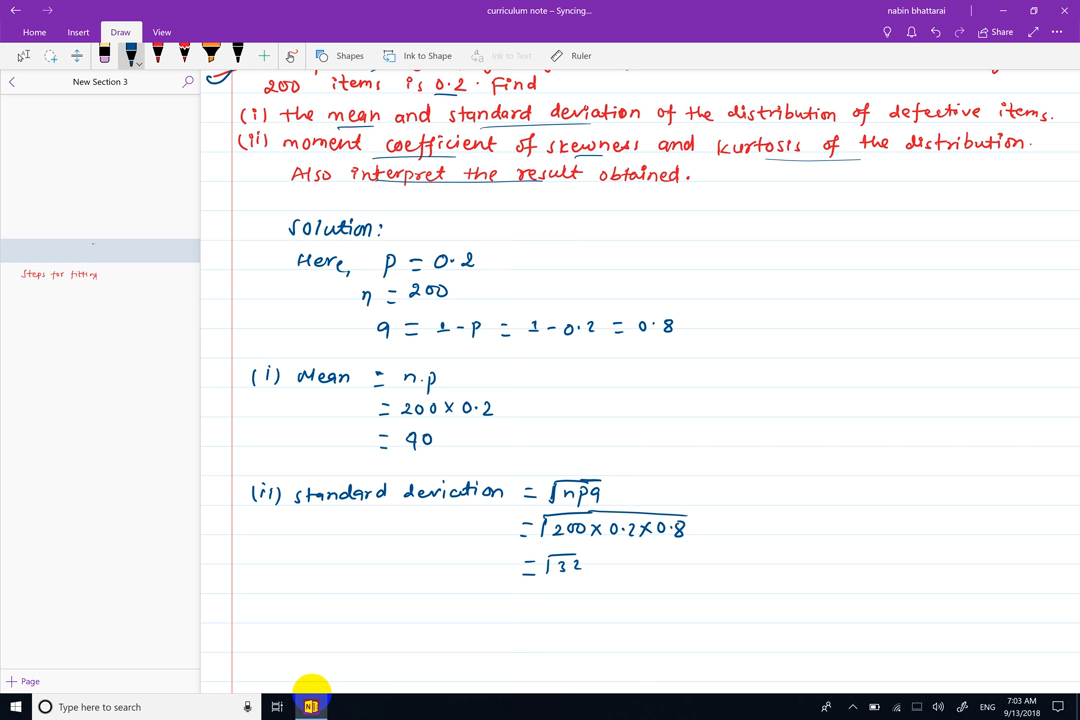 curriculum note – Syncing...
nabin bhattarai
Home Insert Draw View
Share
Shapes Ink to Shape Ink to Text Ruler
New Section 3
200 items is 0.2. Find
(i) the mean and standard deviation of the distribution of defective items.
(ii) moment coefficient of skewness and kurtosis of the distribution.
Also interpret the result obtained.
Steps for fitting
Solution:
Here, p = 0.2
n = 200
q = 1 - p = 1 - 0.2 = 0.8
(i) Mean = n.p
= 200 × 0.2
= 40
(ii) standard deviation = √npq
= √200 × 0.2 × 0.8
= √32
+ Page
Type here to search
ENG
7:03 AM
9/13/2018